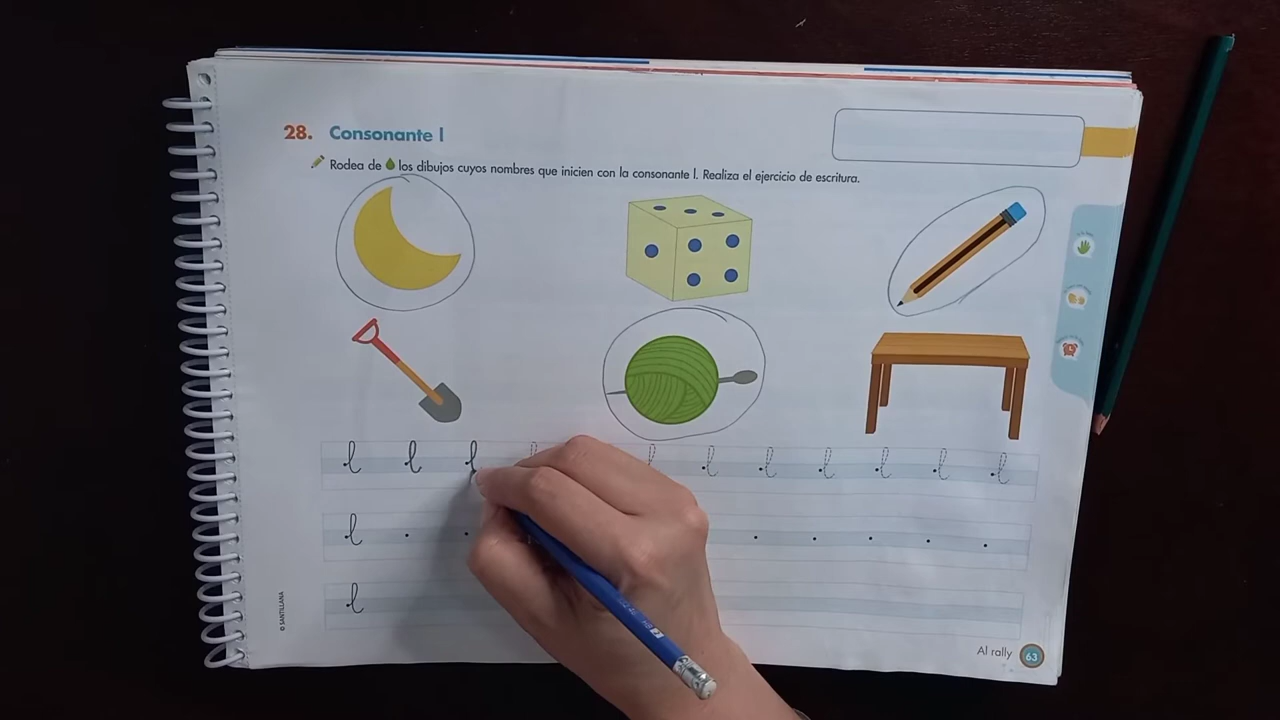 28. Consonante l
Rodea de los dibujos cuyos nombres que inicien con la consonante l. Realiza el ejercicio de escritura.
l l l l l l l l l l l
l
l
© SANTILLANA
Al rally 63